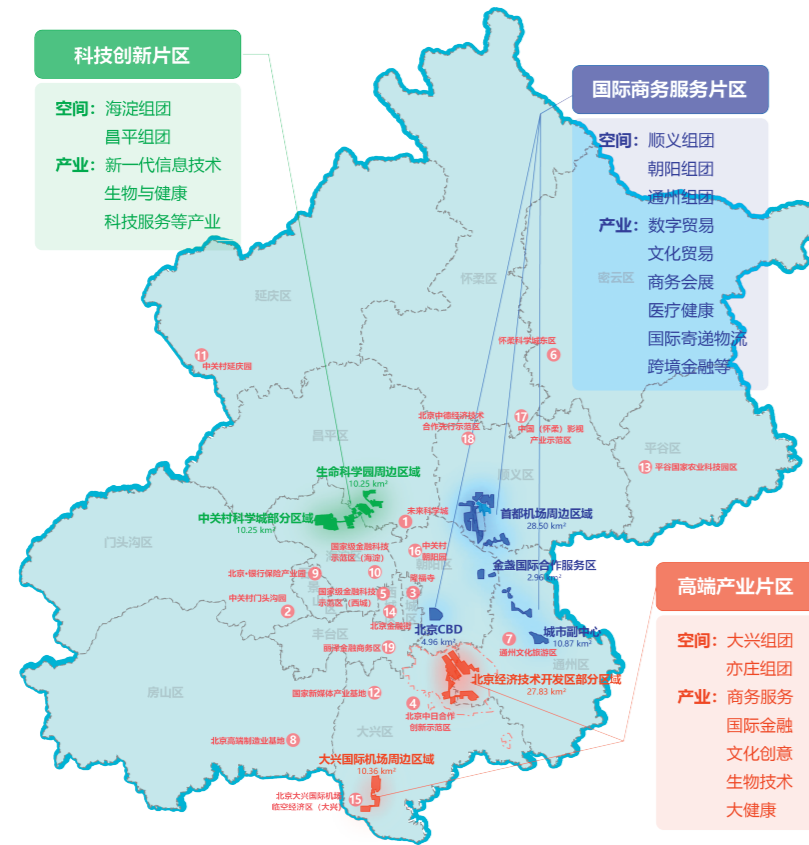 科技创新片区
空间：海淀组团
昌平组团
产业：新一代信息技术
生物与健康
科技服务等产业
国际商务服务片区
空间：顺义组团
朝阳组团
通州组团
产业：数字贸易
文化贸易
商务会展
医疗健康
国际寄递物流
跨境金融等
怀柔区
密云区
延庆区
怀柔科学城东区
6
11
中关村延庆园
北京中德经济技术
合作先行示范区
18
17
中国（怀柔）影视
产业示范区
昌平区
平谷区
13
平谷国家农业科技园区
顺义区
生命科学园周边区域
10.25 km²
中关村科学城部分区域
10.25 km²
未来科学城
1
首都机场周边区域
28.50 km²
门头沟区
国家级金融科技
示范区（海淀）
16
中关村
朝阳园
朝阳区
金盏国际合作服务区
2.96 km²
北京•银行保险产业园
9
10
隆福寺
3
国家级金融科技
示范区（西城）
5
中关村门头沟园
2
14
北京金融街
北京CBD
4.96 km²
城市副中心
10.87 km²
丰台区
7
通州文化旅游区
丽泽金融商务区
19
通州区
房山区
北京经济技术开发区部分区域
27.83 km²
国家新媒体产业基地
12
4
北京中日合作
创新示范区
大兴区
北京高端制造业基地
8
大兴国际机场周边区域
10.36 km²
北京大兴国际机场
临空经济区（大兴）
15
高端产业片区
空间：大兴组团
亦庄组团
产业：商务服务
国际金融
文化创意
生物技术
大健康